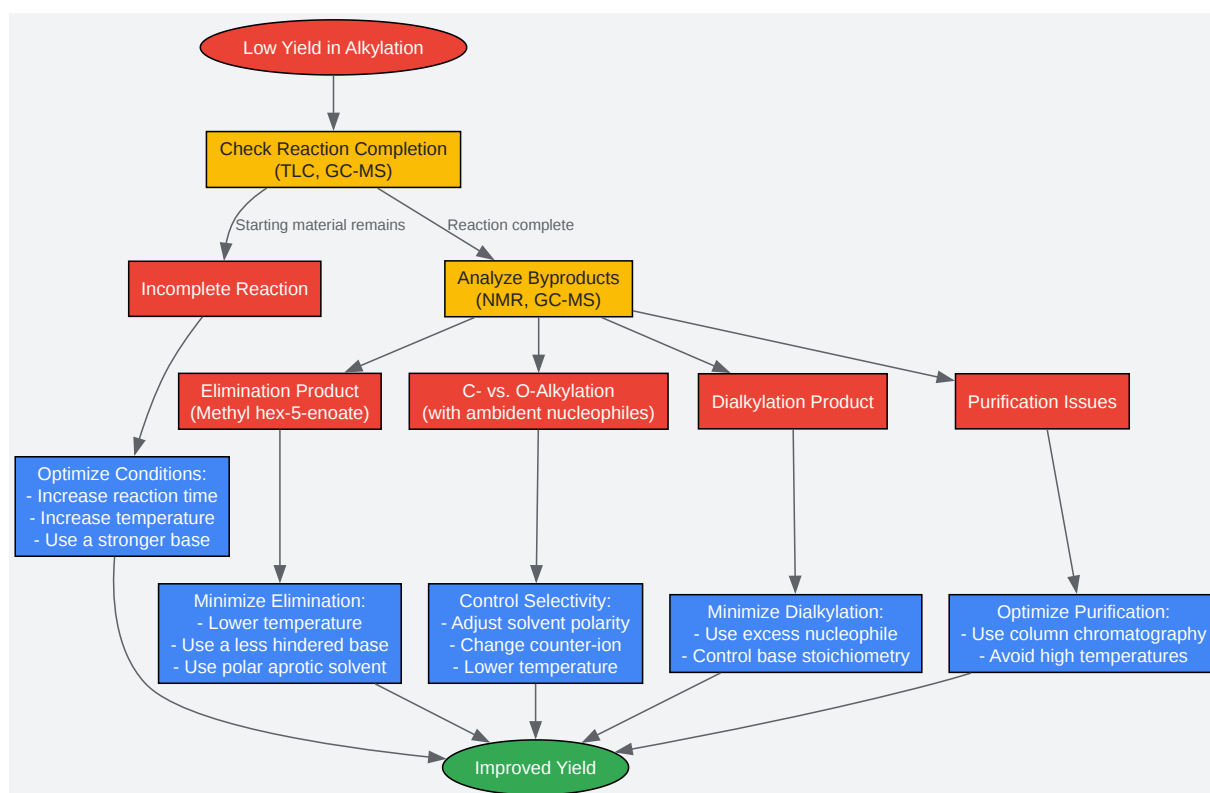 Low Yield in Alkylation
Check Reaction Completion
(TLC, GC-MS)
Starting material remains
Reaction complete
Incomplete Reaction
Analyze Byproducts
(NMR, GC-MS)
Elimination Product
(Methyl hex-5-enoate)
C- vs. O-Alkylation
(with ambident nucleophiles)
Dialkylation Product
Purification Issues
Optimize Conditions:
- Increase reaction time
- Increase temperature
- Use a stronger base
Minimize Elimination:
- Lower temperature
- Use a less hindered base
- Use polar aprotic solvent
Control Selectivity:
- Adjust solvent polarity
- Change counter-ion
- Lower temperature
Minimize Dialkylation:
- Use excess nucleophile
- Control base stoichiometry
Optimize Purification:
- Use column chromatography
- Avoid high temperatures
Improved Yield